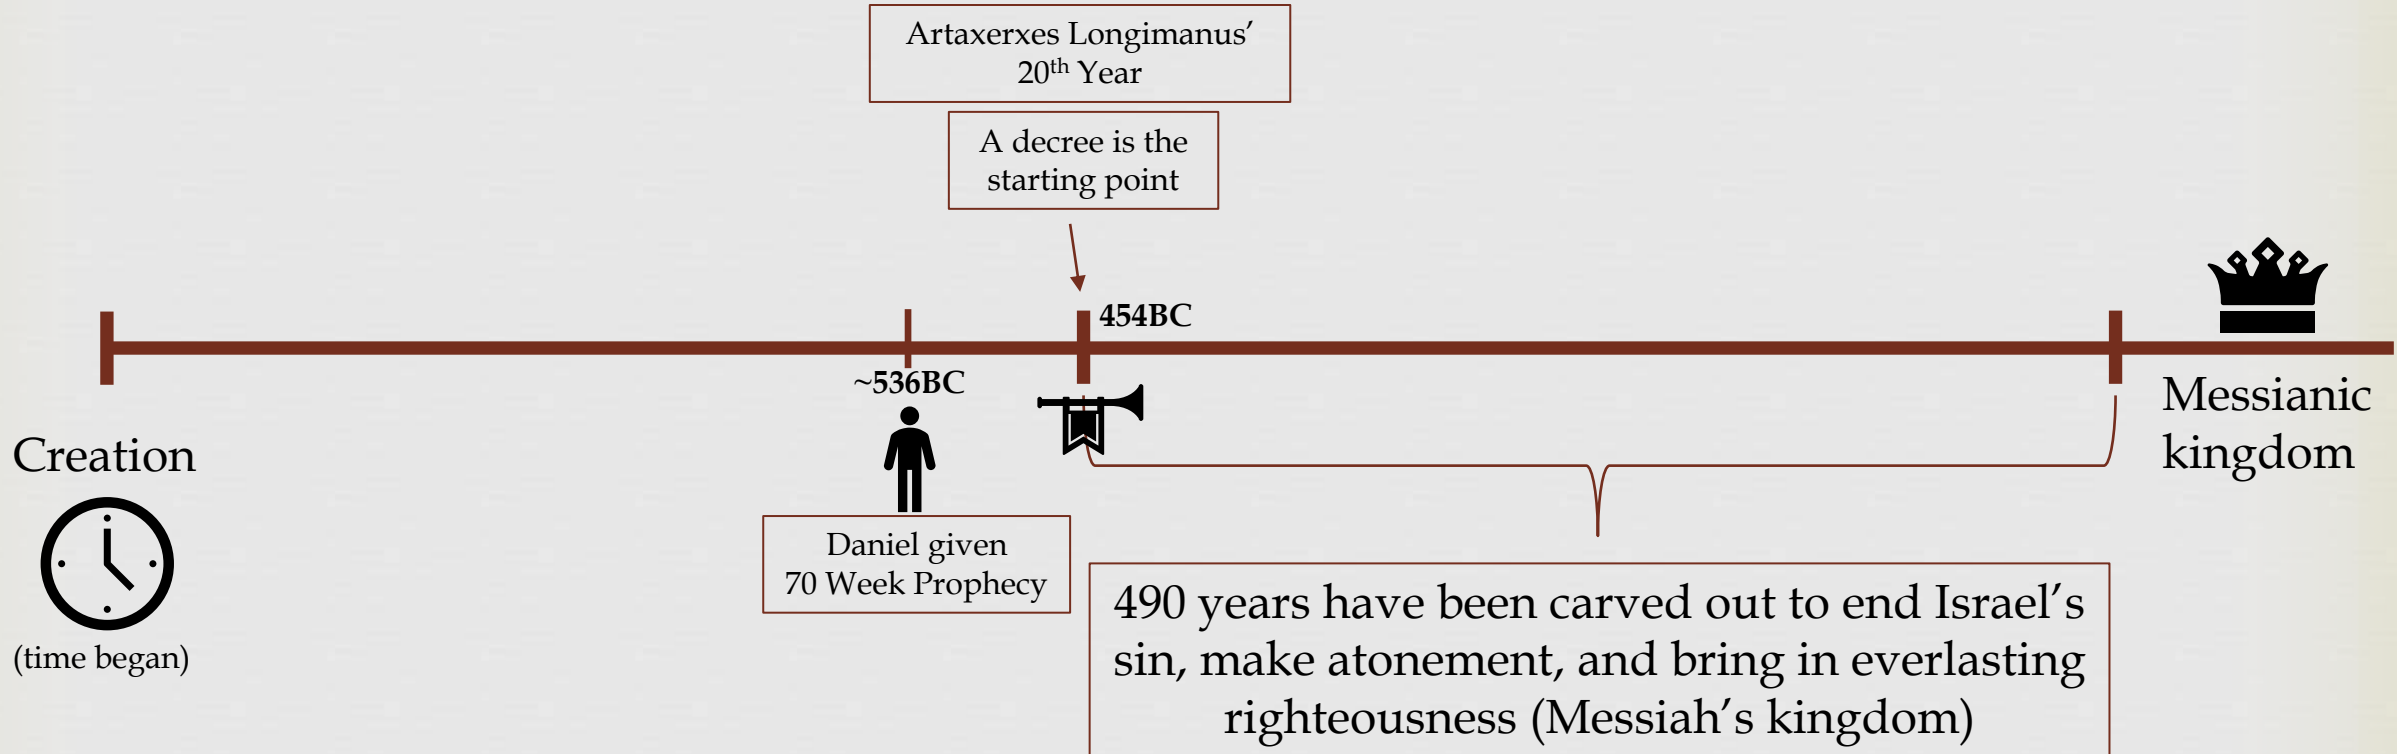 Artaxerxes Longimanus’
20th Year
A decree is the
starting point
454BC
~536BC
Messianic
kingdom
Creation
(time began)
Daniel given
70 Week Prophecy
490 years have been carved out to end Israel’s
sin, make atonement, and bring in everlasting
righteousness (Messiah’s kingdom)